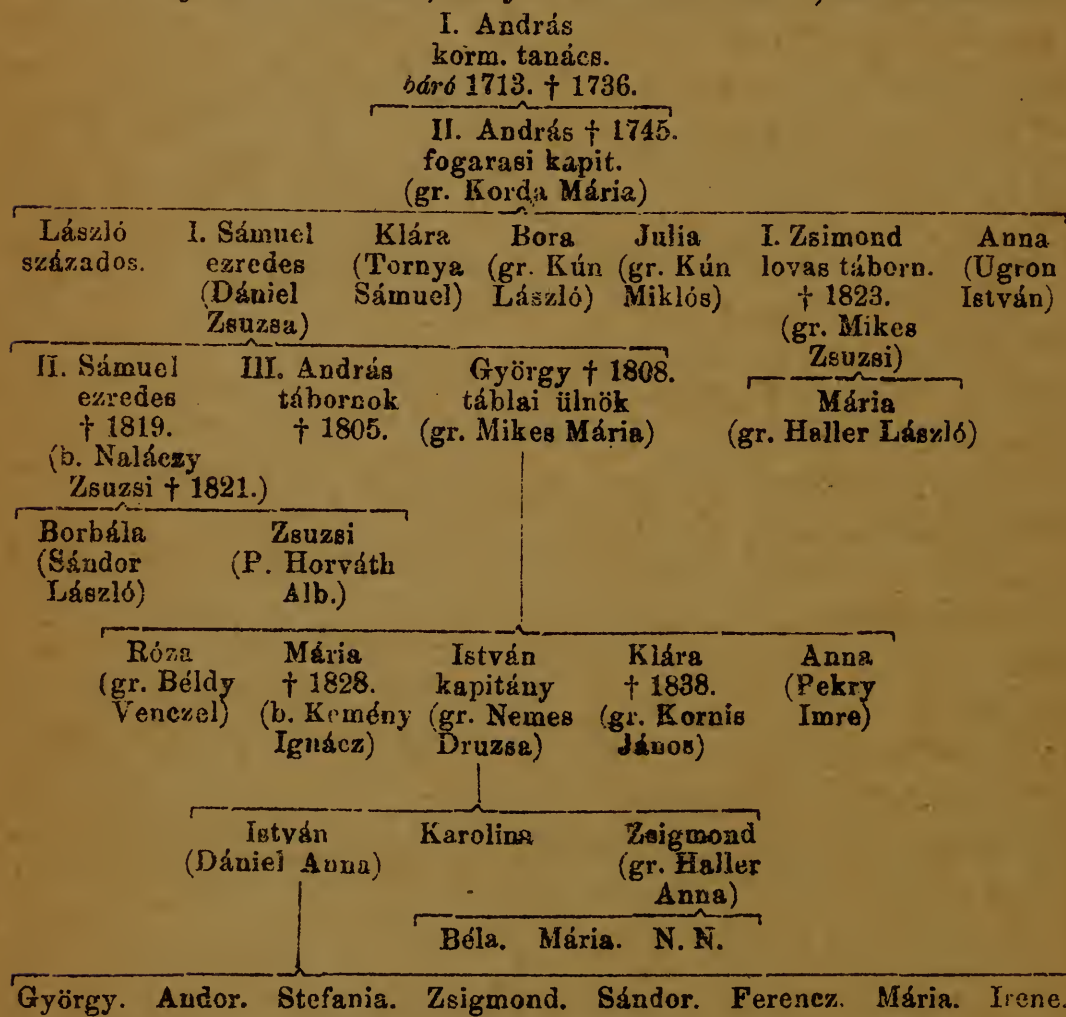 I. András
korm. tanács.
báró 1713. † 1736.
II. András † 1745.
fogarasi kapit.
(gr. Korda Mária)
László I. Sámuel Klára Bora Julia I. Zsimond Anna
százados. ezredes (Tornya (gr. Kún (gr. Kún lovas táborn. (Ugron
(Dániel Sámuel) László) Miklós) † 1823. István)
Zsuzsa) (gr. Mikes
Zsuzsi)
II. Sámuel III. András György † 1808. Mária
ezredes tábornok táblai ülnök (gr. Haller László)
† 1819. † 1805. (gr. Mikes Mária)
(b. Naláczy
Zsuzsi † 1821.)
Borbála Zsuzsi
(Sándor (P. Horváth
László) Alb.)
Róza Mária István Klára Anna
(gr. Béldy † 1828. kapitány † 1838. (Pekry
Venczel) (b. Kemény (gr. Nemes (gr. Kornis Imre)
Ignácz) Druzsa) János)
István Karolina Zsigmond
(Dániel Anna) (gr. Haller
Anna)
Béla. Mária. N. N.
György. Andor. Stefania. Zsigmond. Sándor. Ferencz. Mária. Irene.